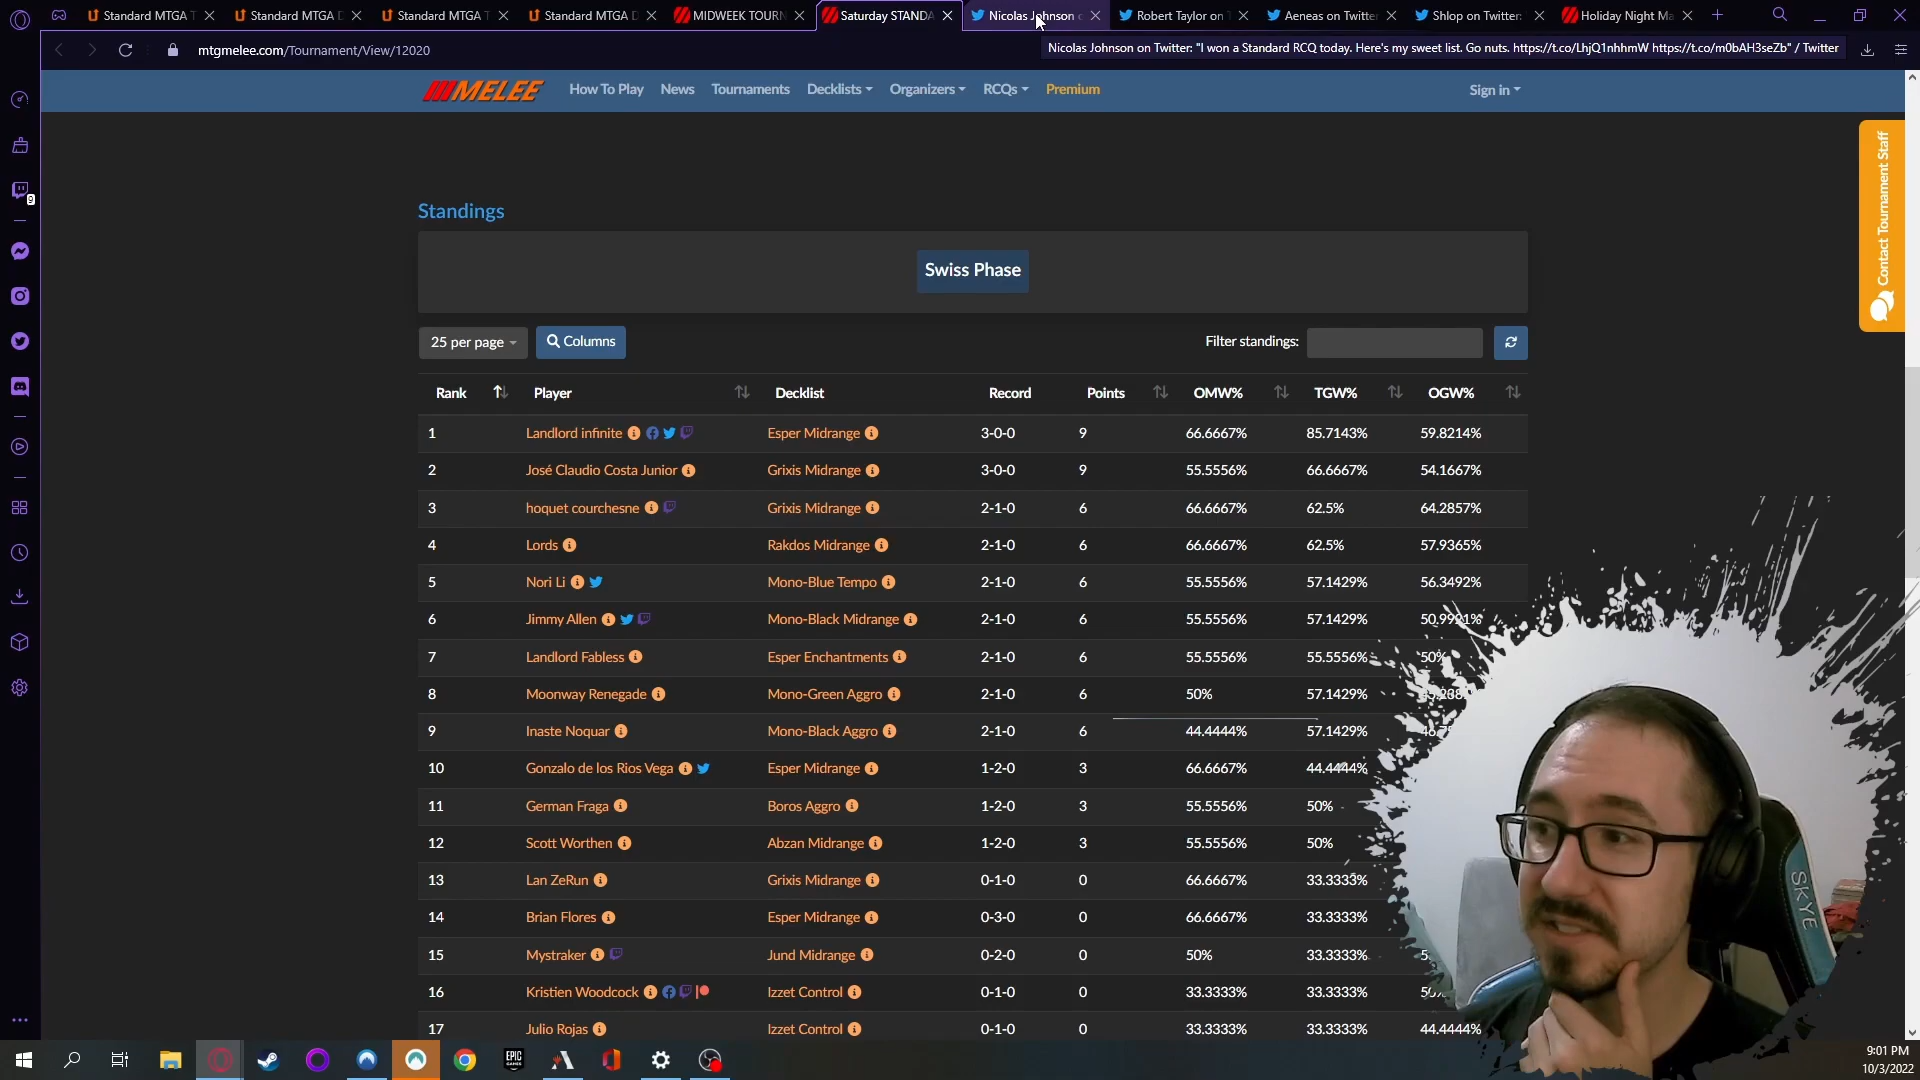 Standard MTGA T
Standard MTGA D
Standard MTGA T
Standard MTGA D
MIDWEEK TOURN
Saturday STANDA
Nicolas Johnson o
Robert Taylor on T
Aeneas on Twitter
Shlop on Twitter:
Holiday Night Ma
mtgmelee.com/Tournament/View/12020
Nicolas Johnson on Twitter: "I won a Standard RCQ today. Here's my sweet list. Go nuts. https://t.co/LhjQ1nhhmW https://t.co/m0bAH3seZb" / Twitter
MELEE How To Play News Tournaments Decklists Organizers RCQs Premium Sign in
Contact Tournament Staff
9
Standings
Swiss Phase
25 per page Columns Filter standings:
Rank Player Decklist Record Points OMW% TGW% OGW%
1 Landlord infinite Esper Midrange 3-0-0 9 66.6667% 85.7143% 59.8214%
2 José Claudio Costa Junior Grixis Midrange 3-0-0 9 55.5556% 66.6667% 54.1667%
3 hoquet courchesne Grixis Midrange 2-1-0 6 66.6667% 62.5% 64.2857%
4 Lords Rakdos Midrange 2-1-0 6 66.6667% 62.5% 57.9365%
5 Nori Li Mono-Blue Tempo 2-1-0 6 55.5556% 57.1429% 56.3492%
6 Jimmy Allen Mono-Black Midrange 2-1-0 6 55.5556% 57.1429%
7 Landlord Fabless Esper Enchantments 2-1-0 6 55.5556% 55.5556% 50%
8 Moonway Renegade Mono-Green Aggro 2-1-0 6 50% 57.1429%
9 Inaste Noquar Mono-Black Aggro 2-1-0 6 44.4444% 57.1429%
10 Gonzalo de los Rios Vega Esper Midrange 1-2-0 3 66.6667% 44.4444%
11 German Fraga Boros Aggro 1-2-0 3 55.5556% 50%
12 Scott Worthen Abzan Midrange 1-2-0 3 55.5556% 50%
13 Lan ZeRun Grixis Midrange 0-1-0 0 66.6667% 33.3333%
14 Brian Flores Esper Midrange 0-3-0 0 66.6667% 33.3333%
15 Mystraker Jund Midrange 0-2-0 0 50% 33.3333%
16 Kristien Woodcock Izzet Control 0-1-0 0 33.3333% 33.3333%
17 Julio Rojas Izzet Control 0-1-0 0 33.3333% 33.3333% 44.4444%
SKYE
EPIC GAMES
9:01 PM
10/3/2022